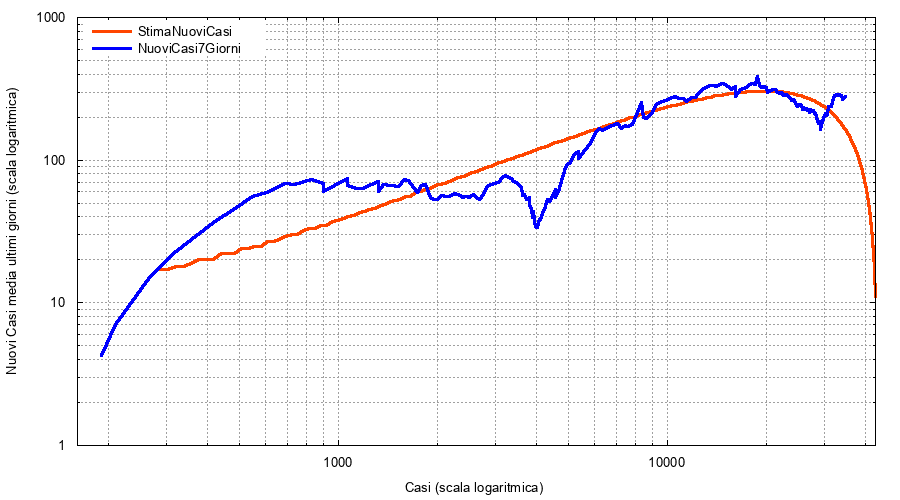 1000
StimaNuoviCasi
NuoviCasi7Giorni
100
10
1
Nuovi Casi media ultimi giorni (scala logaritmica)
1000
10000
Casi (scala logaritmica)